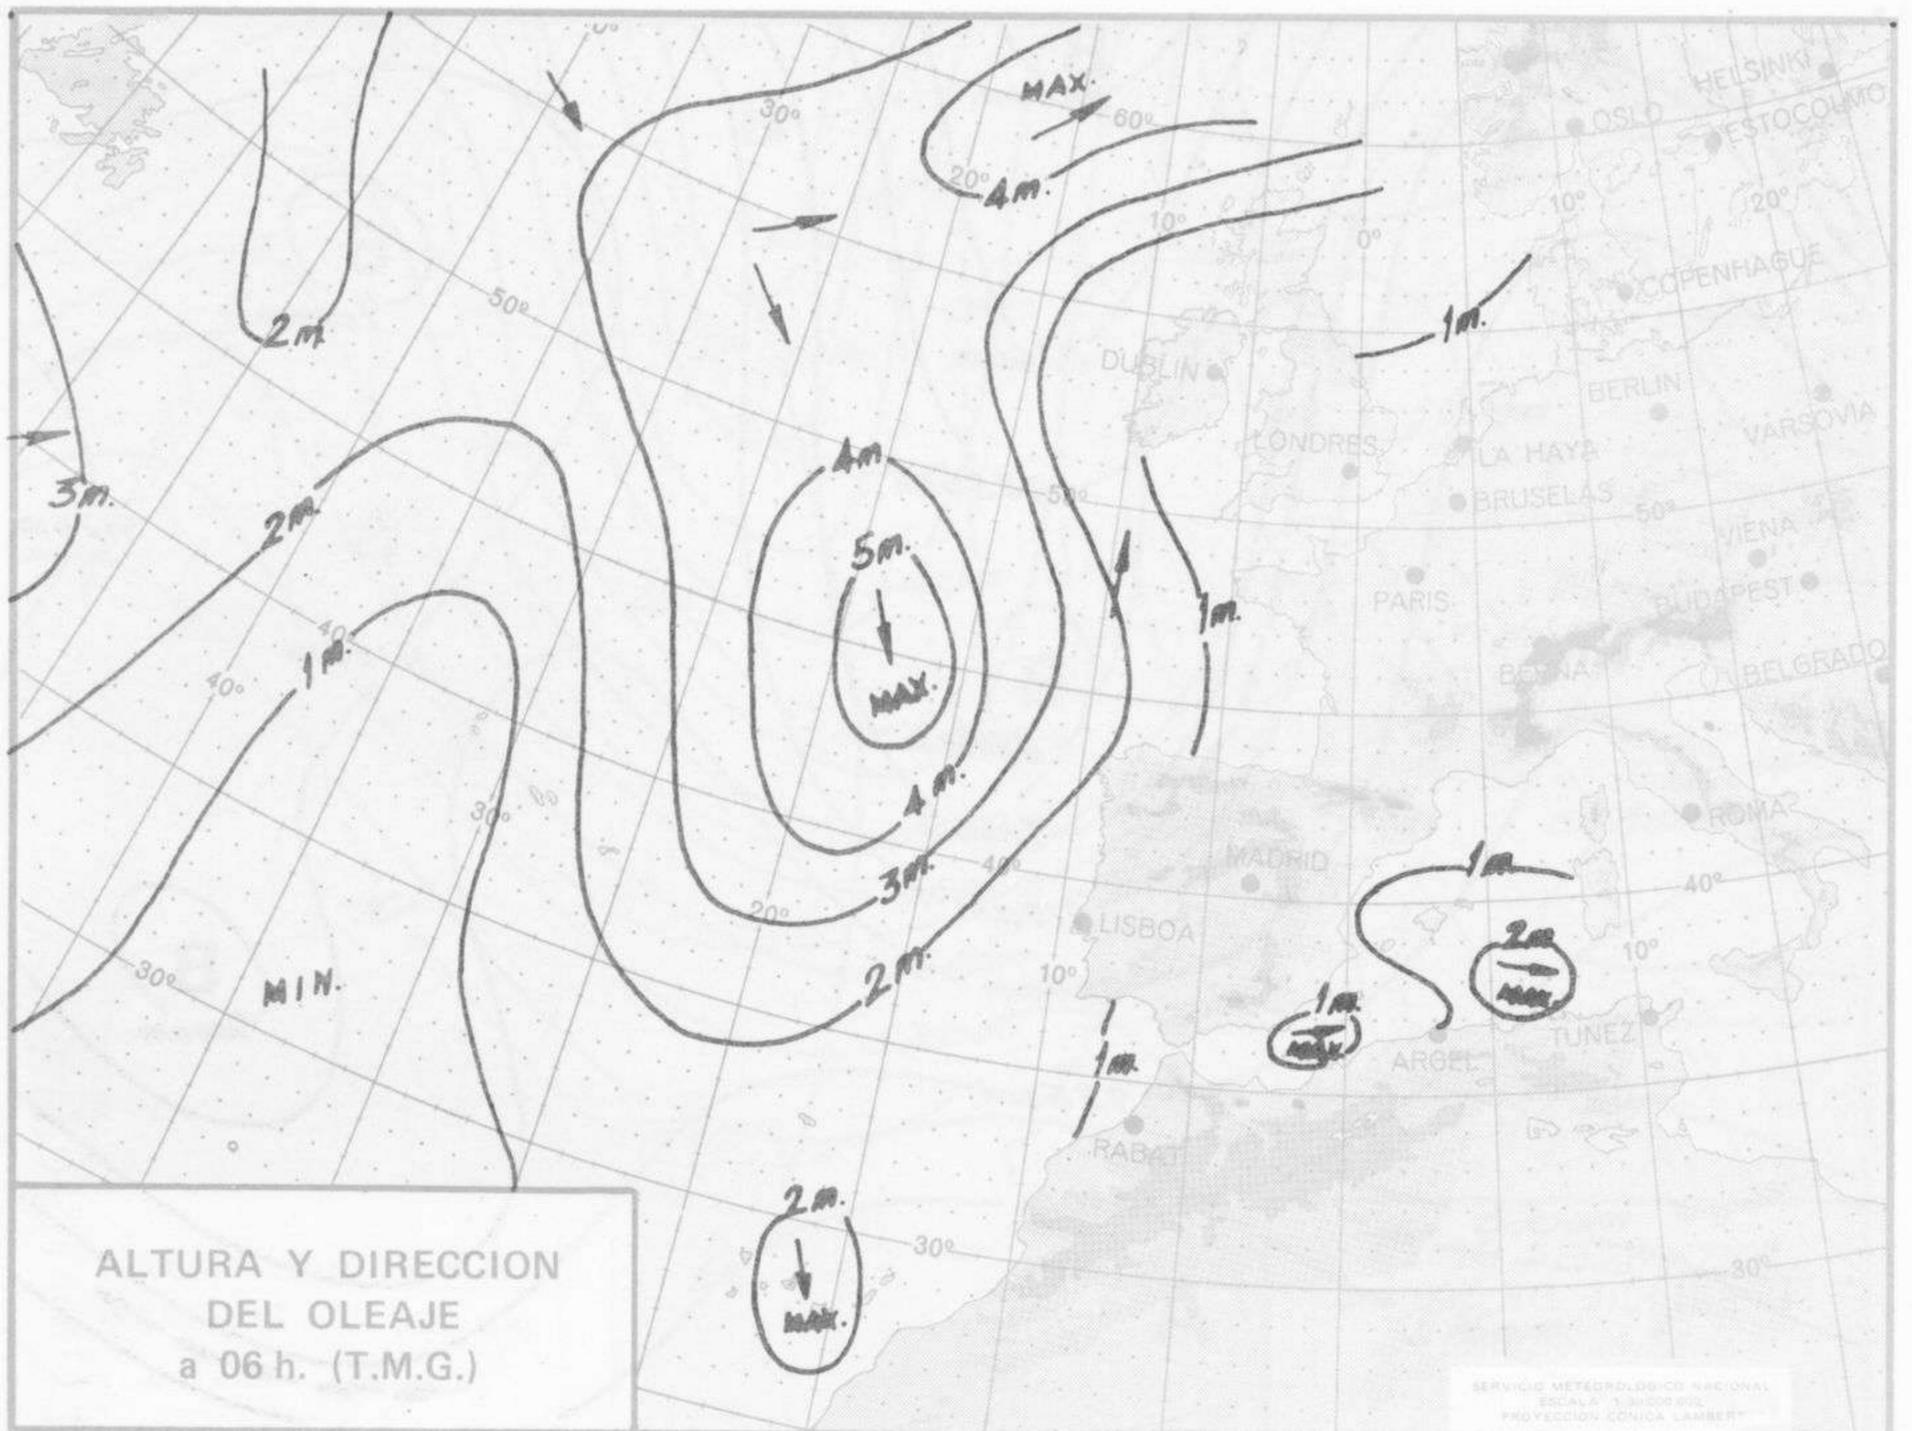 MAX.
HELSINKI
ESTOCOLMO
OSLO
30º
60º
20º
4m.
10º
0º
10º
20º
COPENHAGUE
50º
2m
1m.
DUBLIN
BERLIN
VARSOVIA
LONDRES
LA HAYA
BRUSELAS
4m
3m.
2m.
50º
50º
VIENA
5m.
PARIS
BUDAPEST
1m.
40º
1m.
40º
BERNA
BELGRADO
MAX.
30º
4m.
ROMA
MADRID
40º
3m.
1m.
40º
20º
LISBOA
2m
10º
30º
MIN.
2m.
10º
MAX.
1m.
MAX.
TUNEZ
ARGEL
1m.
RABAT
2m.
30º
30º
MAX.
ALTURA Y DIRECCION
DEL OLEAJE
a 06 h. (T.M.G.)
SERVICIO METEOROLOGICO NACIONAL
PROYECCION CONICA LAMBERT